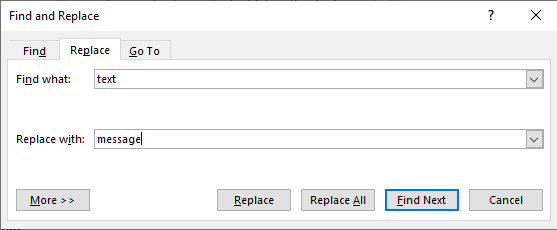 Find and Replace ? ×
Find Replace Go To
Find what: text
Replace with: message
More >> Replace Replace All Find Next Cancel